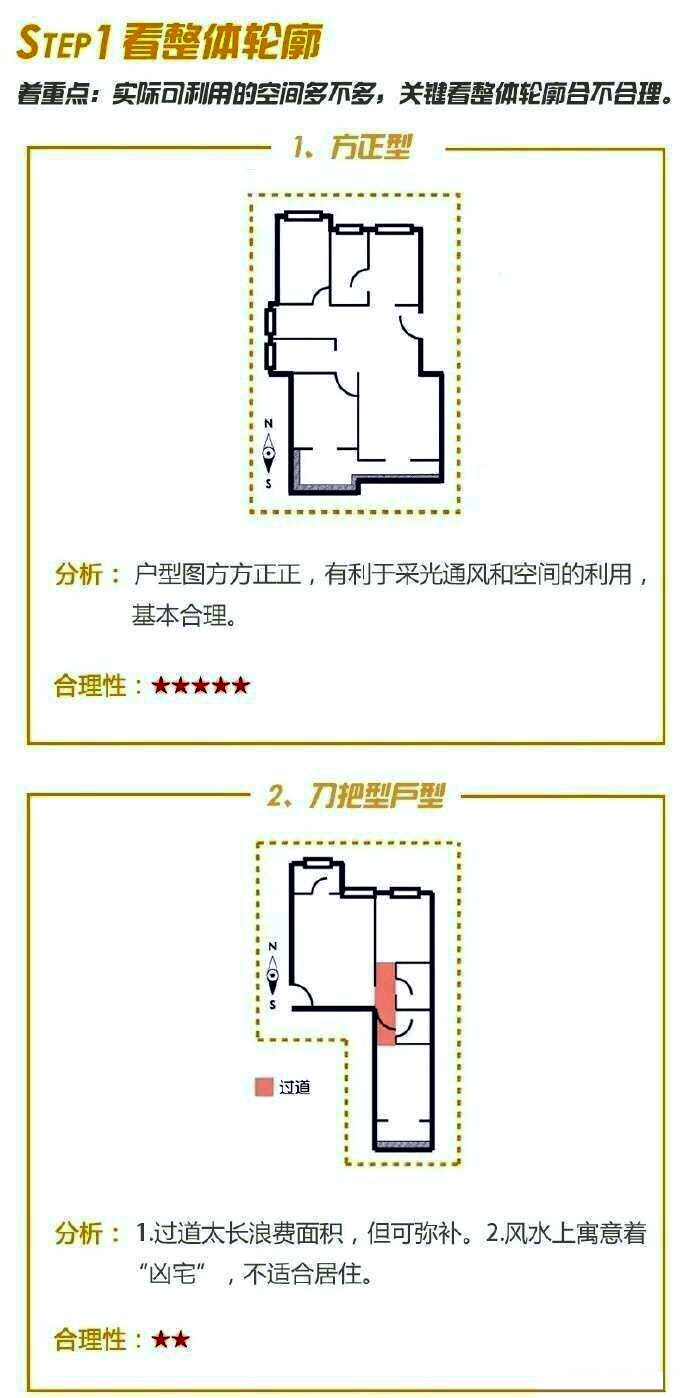 STEP1 看整体轮廓
着重点：实际可利用的空间多不多，关键看整体轮廓合不合理。
1、方正型
N
S
分析：户型图方方正正，有利于采光通风和空间的利用，
基本合理。
合理性：★★★★★
2、刀把型戶型
N
S
过道
分析：1.过道太长浪费面积，但可弥补。2.风水上寓意着
“凶宅”，不适合居住。
合理性：★★